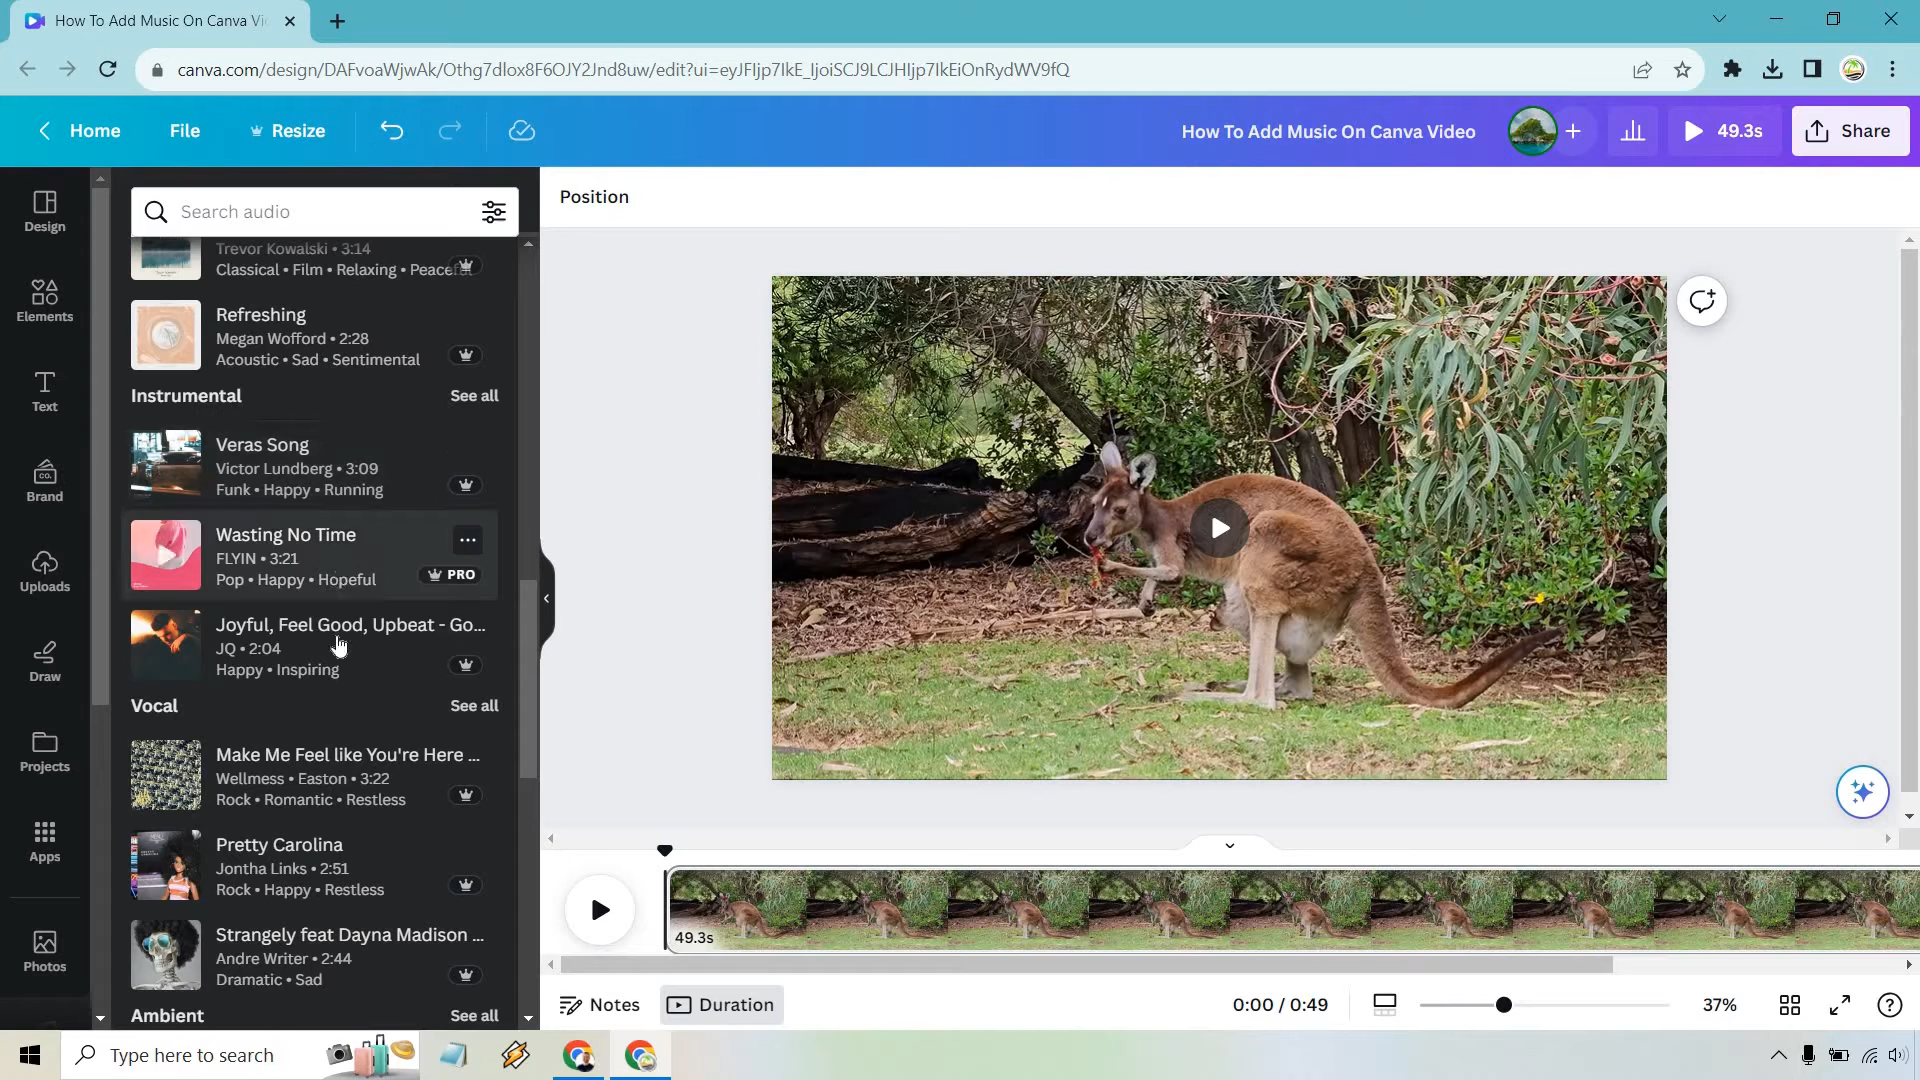 How To Add Music On Canva Vi
canva.com/design/DAFvoaWjwAk/Othg7dlox8F6OJY2Jnd8uw/edit?ui=eyJFIjp7IkE_IjoiSCJ9LCJHIjp7IkEiOnRydWV9fQ
Home
File
Resize
How To Add Music On Canva Video
49.3s
Share
Design
Elements
Text
Brand
Uploads
Draw
Projects
Apps
Photos
CO.
Search audio
Trevor Kowalski • 3:14
Classical • Film • Relaxing • Peaceful
Refreshing
Megan Wofford • 2:28
Acoustic • Sad • Sentimental
Instrumental
See all
Veras Song
Victor Lundberg • 3:09
Funk • Happy • Running
Wasting No Time
FLYIN • 3:21
Pop • Happy • Hopeful
PRO
Joyful, Feel Good, Upbeat - Go...
JQ • 2:04
Happy • Inspiring
Vocal
See all
Make Me Feel like You're Here ...
Wellmess • Easton • 3:22
Rock • Romantic • Restless
Pretty Carolina
Jontha Links • 2:51
Rock • Happy • Restless
Strangely feat Dayna Madison ...
Andre Writer • 2:44
Dramatic • Sad
Ambient
See all
Position
49.3s
Notes
Duration
0:00 / 0:49
37%
Type here to search